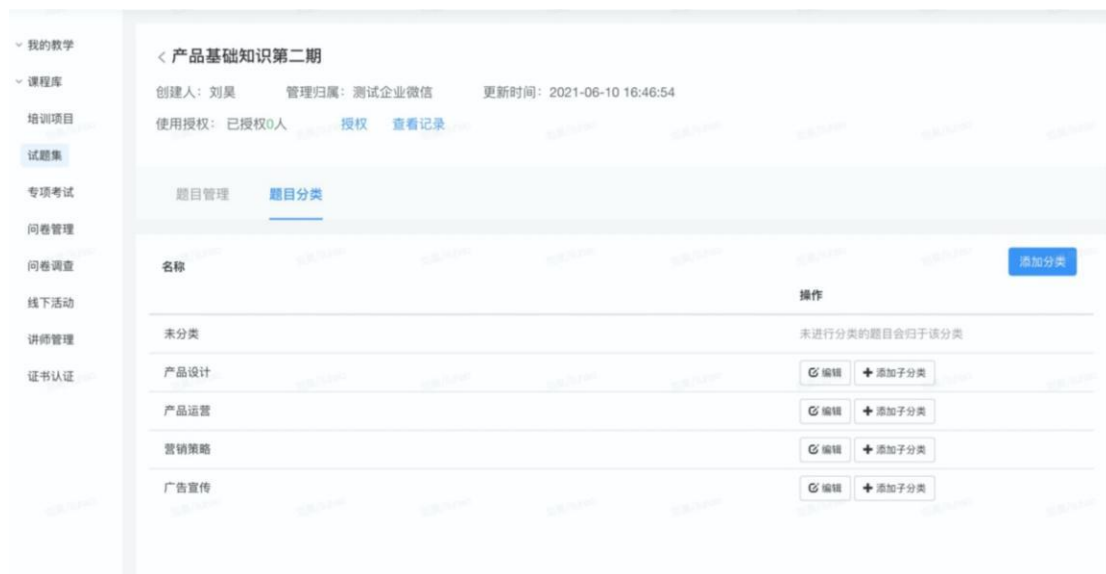 我的教学
课程库
培训项目
试题集
专项考试
问卷管理
问卷调查
线下活动
讲师管理
证书认证
产品基础知识第二期
创建人：刘昊 管理归属：测试企业微信 更新时间：2021-06-10 16:46:54
使用授权： 已授权0人 授权 查看记录
题目管理 题目分类
名称 添加分类
操作
未分类 未进行分类的题目会归于该分类
产品设计 编辑 添加子分类
产品运营 编辑 添加子分类
营销策略 编辑 添加子分类
广告宣传 编辑 添加子分类